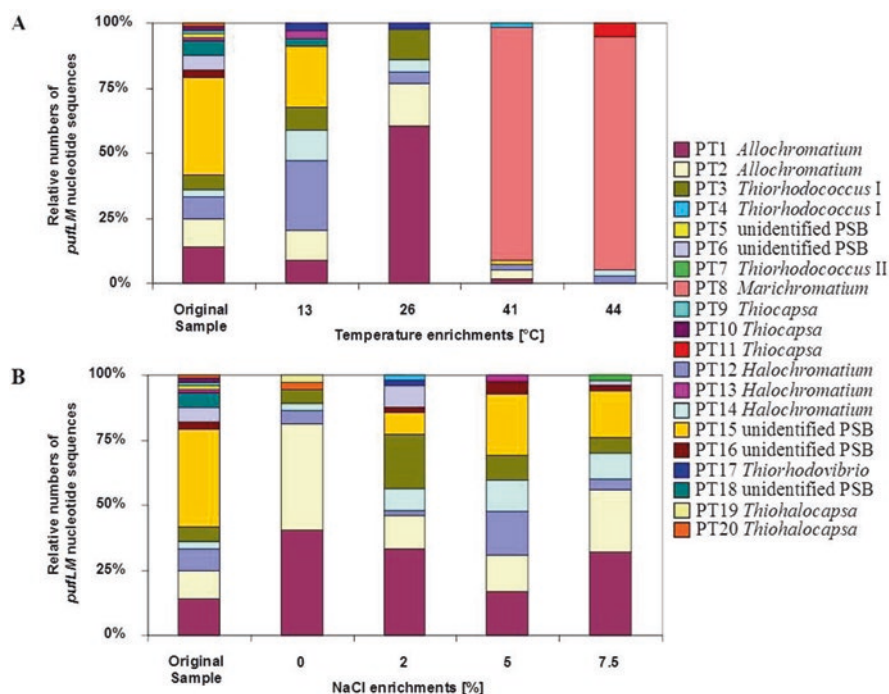 A
Relative numbers of
pufLM nucleotide sequences
100%
75%
50%
25%
0%
Original
Sample
13
26
41
44
Temperature enrichments [°C]
B
Relative numbers of
pufLM nucleotide sequences
100%
75%
50%
25%
0%
Original
Sample
0
2
5
7.5
NaCl enrichments [%]
PT1 Allochromatium
PT2 Allochromatium
PT3 Thiorhodococcus I
PT4 Thiorhodococcus I
PT5 unidentified PSB
PT6 unidentified PSB
PT7 Thiorhodococcus II
PT8 Marichromatium
PT9 Thiocapsa
PT10 Thiocapsa
PT11 Thiocapsa
PT12 Halochromatium
PT13 Halochromatium
PT14 Halochromatium
PT15 unidentified PSB
PT16 unidentified PSB
PT17 Thiorhodovibrio
PT18 unidentified PSB
PT19 Thiohalocapsa
PT20 Thiohalocapsa